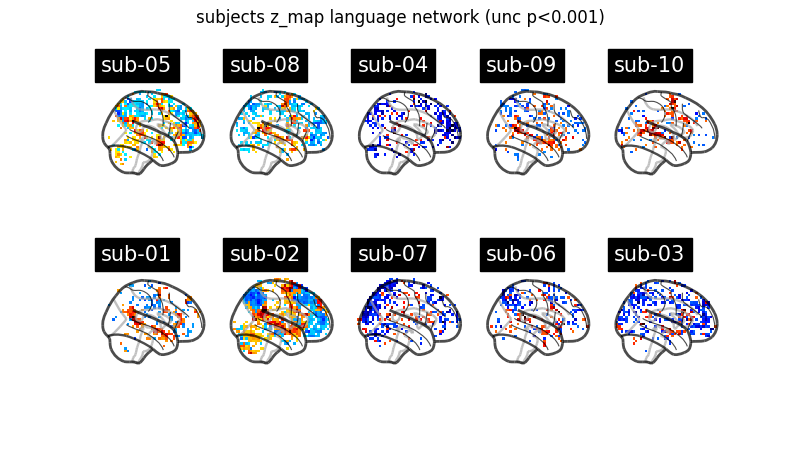 subjects z_map language network (unc p<0.001)
sub-05
sub-08
sub-04
sub-09
sub-10
sub-01
sub-02
sub-07
sub-06
sub-03